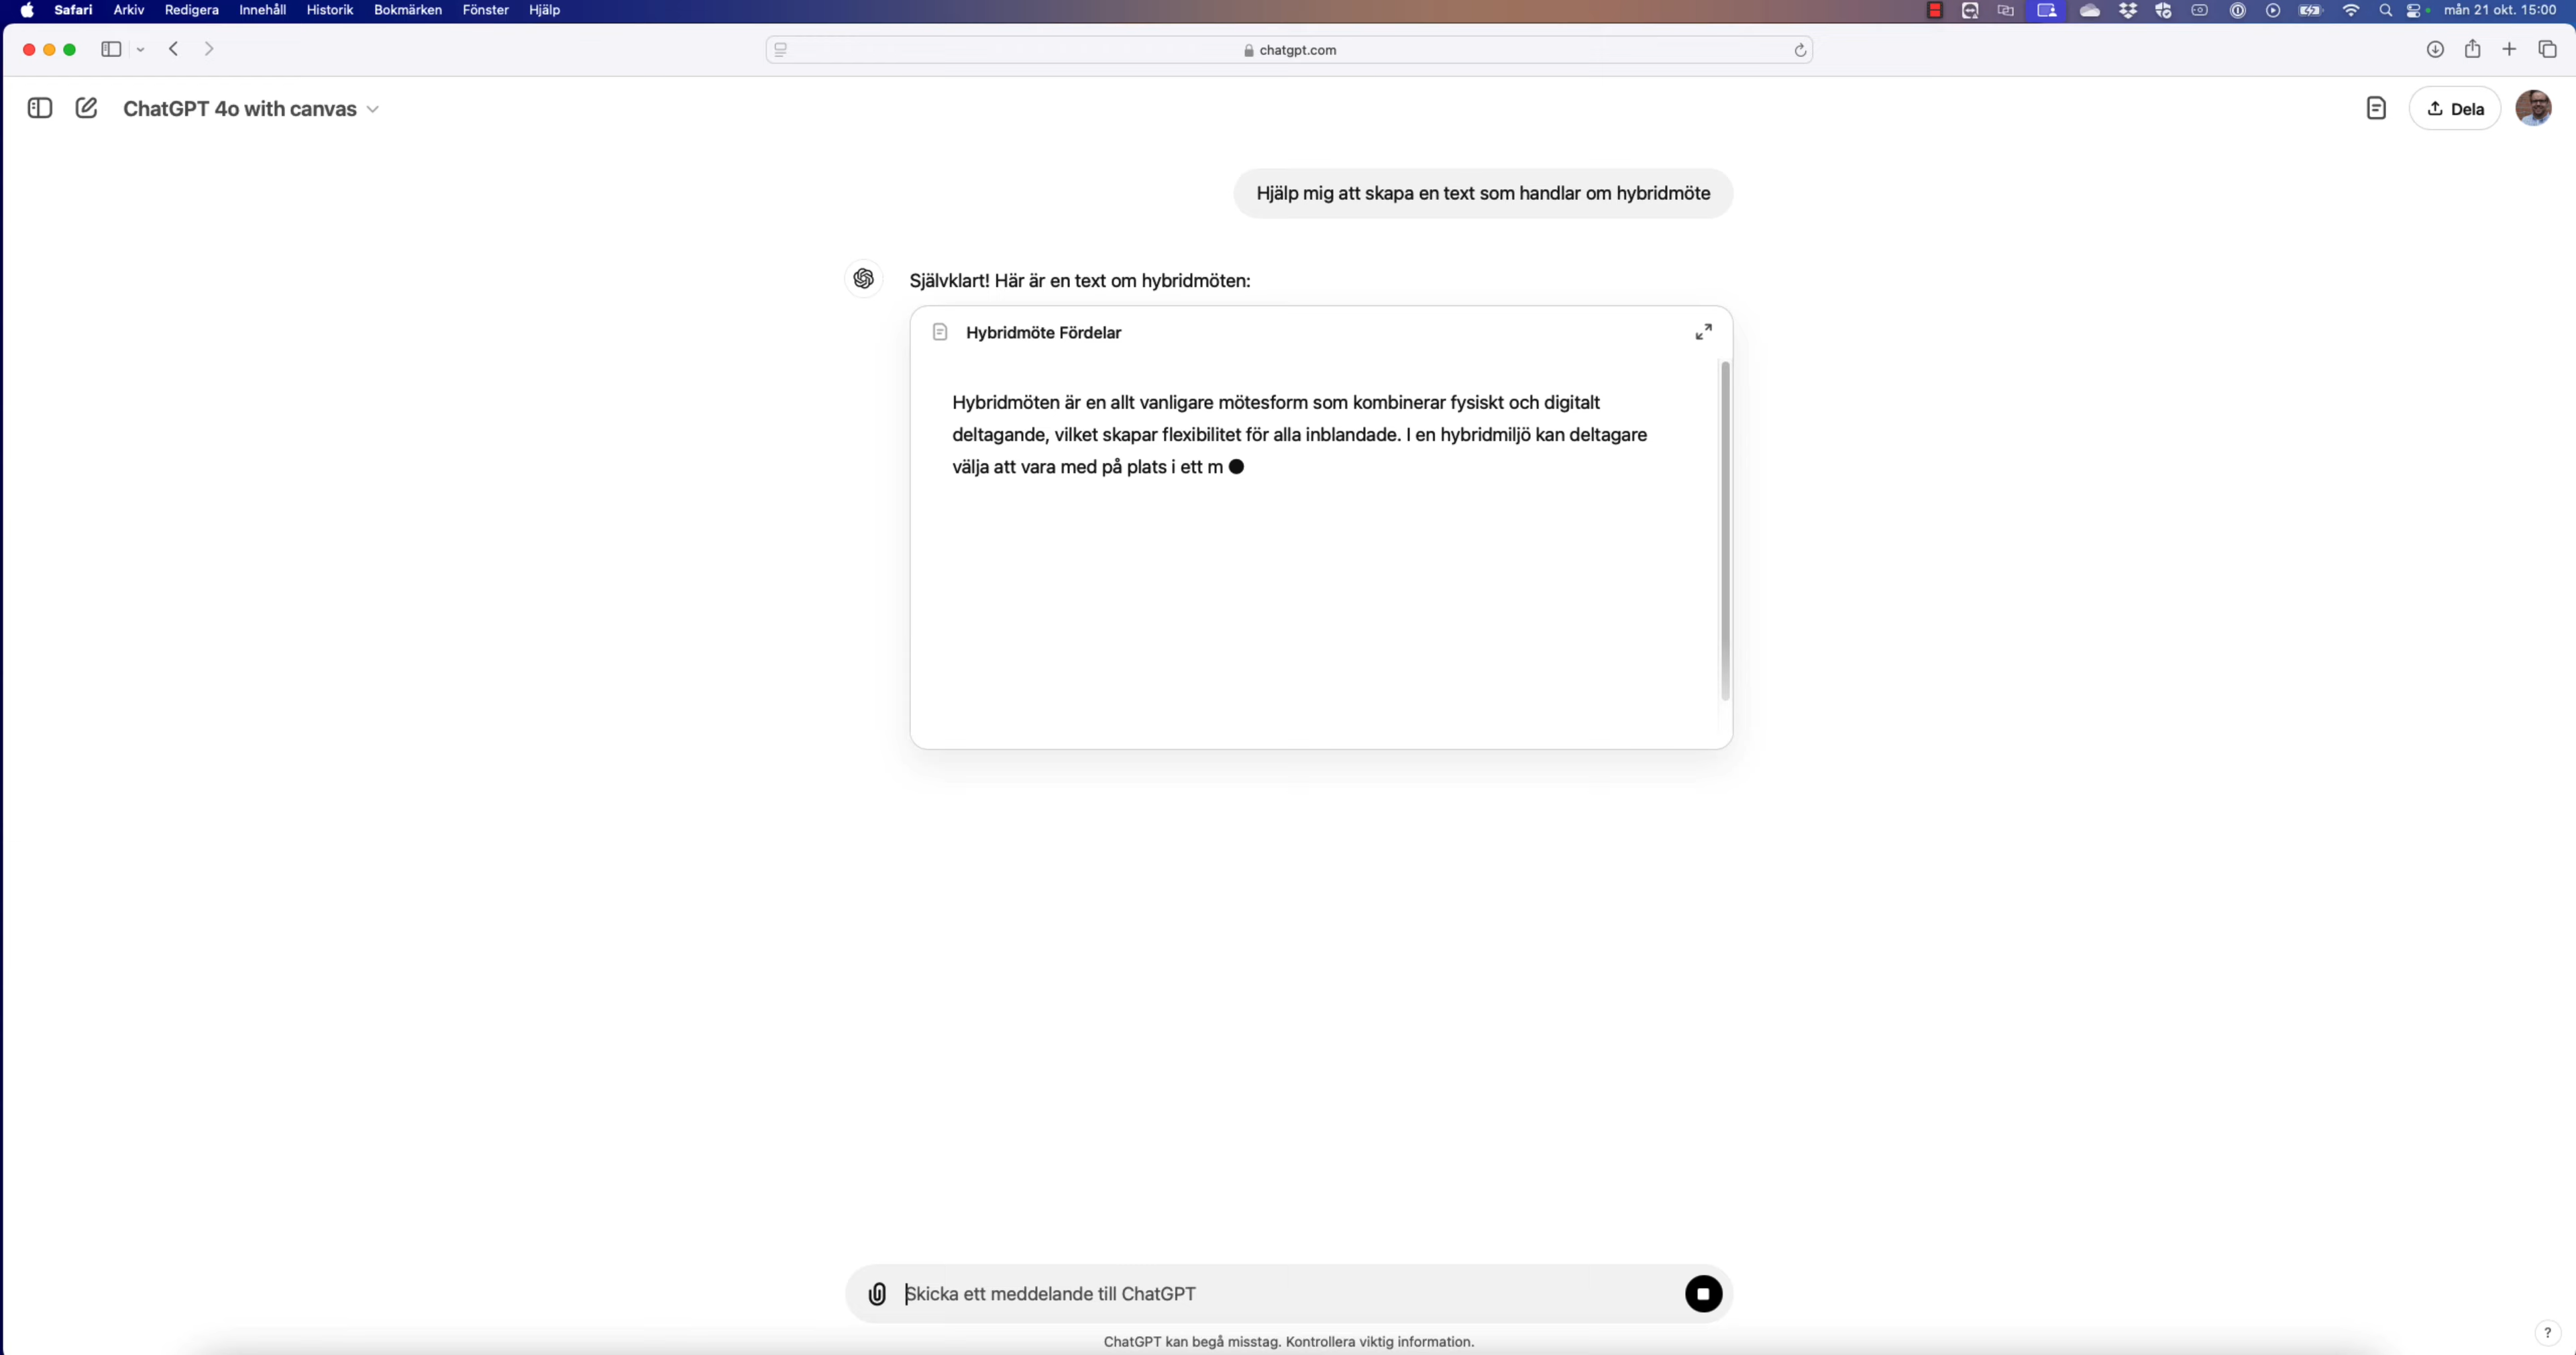 Safari Arkiv Redigera Innehåll Historik Bokmärken Fönster Hjälp mån 21 okt. 15:00
chatgpt.com
ChatGPT 4o with canvas Dela
Hjälp mig att skapa en text som handlar om hybridmöte
Självklart! Här är en text om hybridmöten:
Hybridmöte Fördelar
Hybridmöten är en allt vanligare mötesform som kombinerar fysiskt och digitalt
deltagande, vilket skapar flexibilitet för alla inblandade. I en hybridmiljö kan deltagare
välja att vara med på plats i ett m
Skicka ett meddelande till ChatGPT
ChatGPT kan begå misstag. Kontrollera viktig information.
?